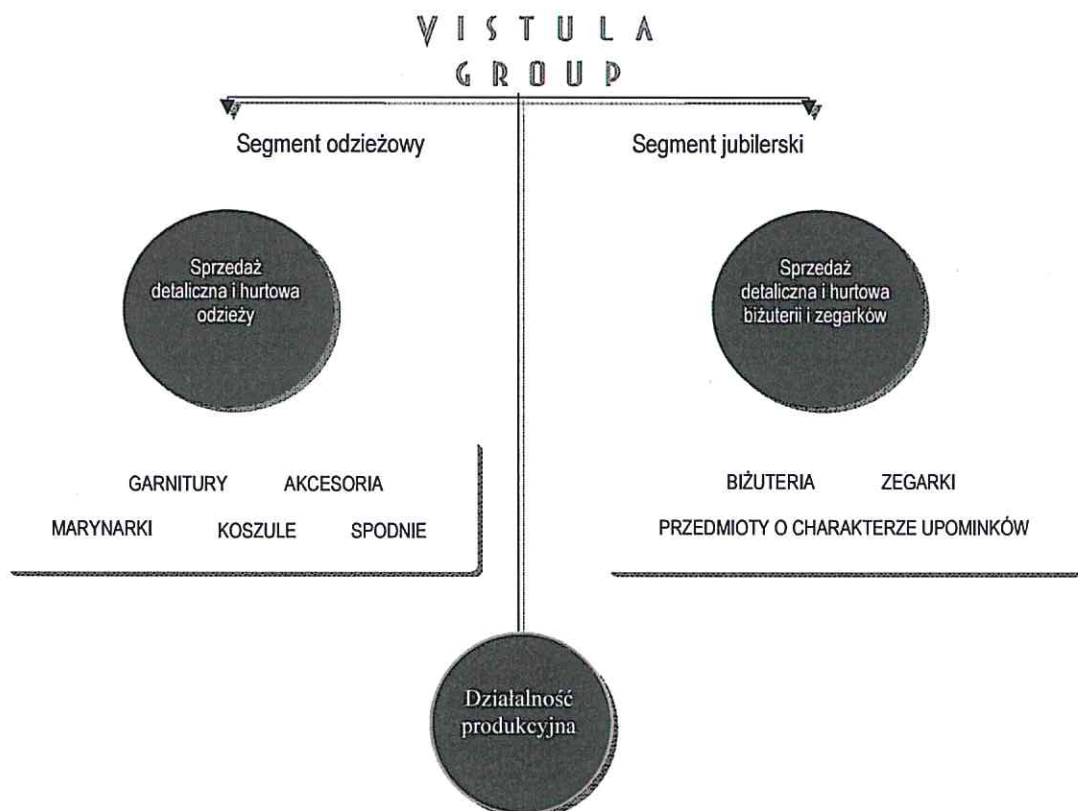 VISTULA
GROUP
Segment odzieżowy
Segment jubilerski
Sprzedaż
detaliczna i hurtowa
odzieży
Sprzedaż
detaliczna i hurtowa
biżuterii i zegarków
GARNITURY AKCESORIA
MARYNARKI KOSZULE SPODNIE
BIŻUTERIA ZEGARKI
PRZEDMIOTY O CHARAKTERZE UPOMINKÓW
Działalność
produkcyjna